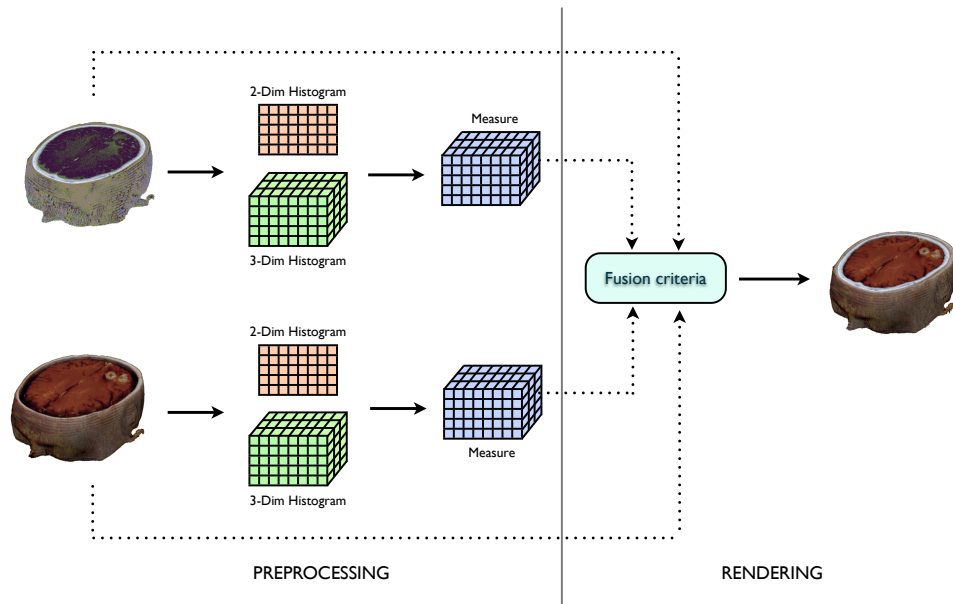 2-Dim Histogram
Measure
3-Dim Histogram
Fusion criteria
2-Dim Histogram
Measure
3-Dim Histogram
PREPROCESSING
RENDERING